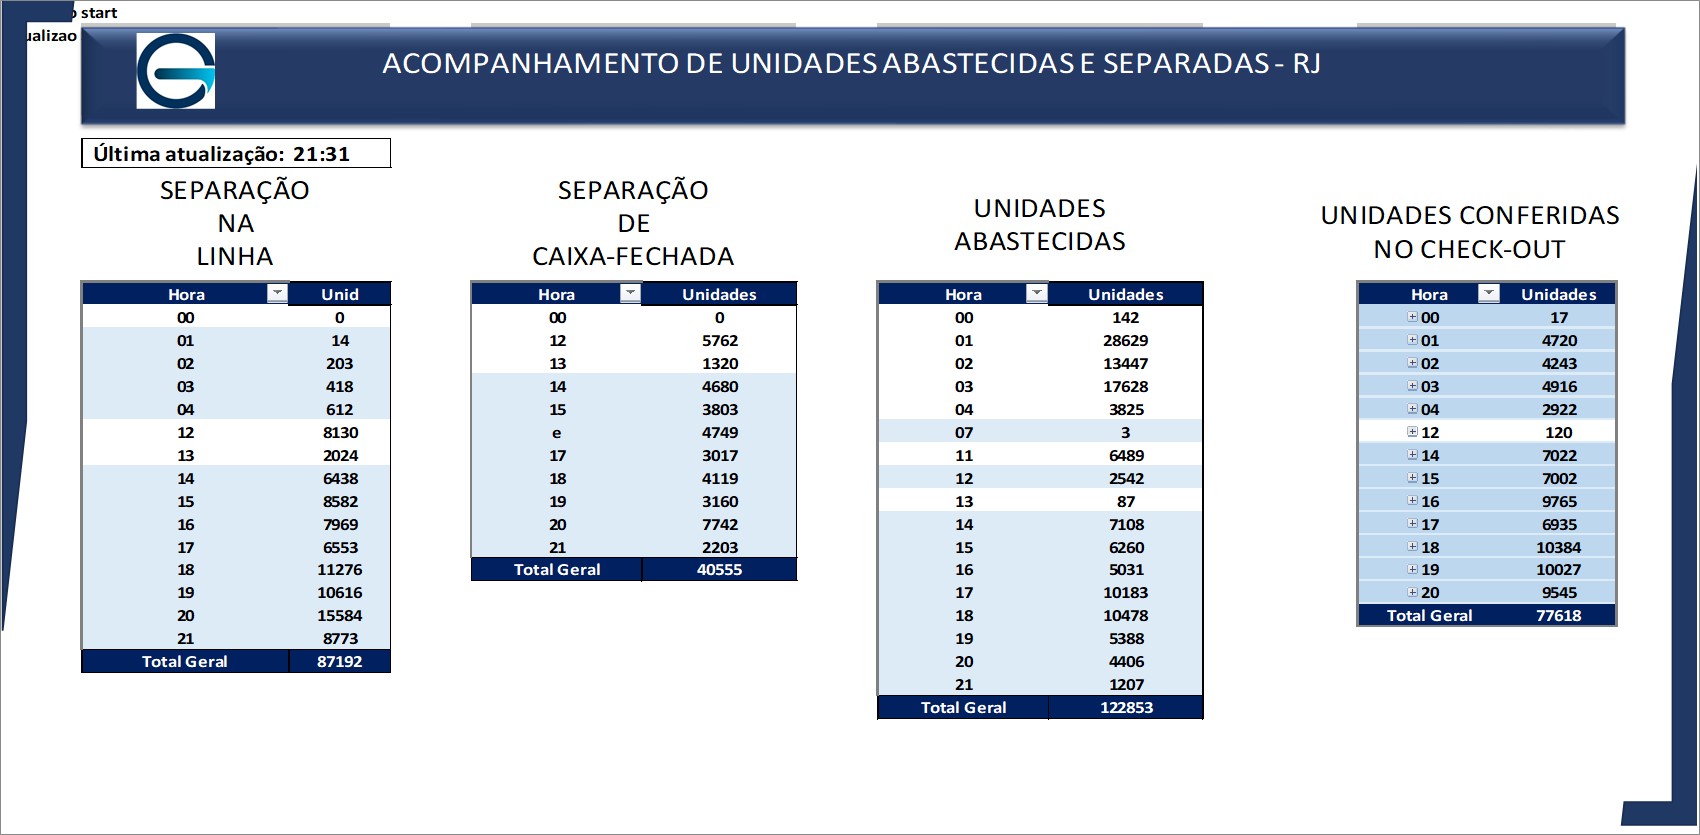 start
ualizao
ACOMPANHAMENTO DE UNIDADES ABASTECIDAS E SEPARADAS - RJ
Última atualização: 21:31
SEPARAÇÃO
NA
LINHA
Hora Unid
00 0
01 14
02 203
03 418
04 612
12 8130
13 2024
14 6438
15 8582
16 7969
17 6553
18 11276
19 10616
20 15584
21 8773
Total Geral 87192
SEPARAÇÃO
DE
CAIXA-FECHADA
Hora Unidades
00 0
12 5762
13 1320
14 4680
15 3803
e 4749
17 3017
18 4119
19 3160
20 7742
21 2203
Total Geral 40555
UNIDADES
ABASTECIDAS
Hora Unidades
00 142
01 28629
02 13447
03 17628
04 3825
07 3
11 6489
12 2542
13 87
14 7108
15 6260
16 5031
17 10183
18 10478
19 5388
20 4406
21 1207
Total Geral 122853
UNIDADES CONFERIDAS
NO CHECK-OUT
Hora Unidades
00 17
01 4720
02 4243
03 4916
04 2922
12 120
14 7022
15 7002
16 9765
17 6935
18 10384
19 10027
20 9545
Total Geral 77618